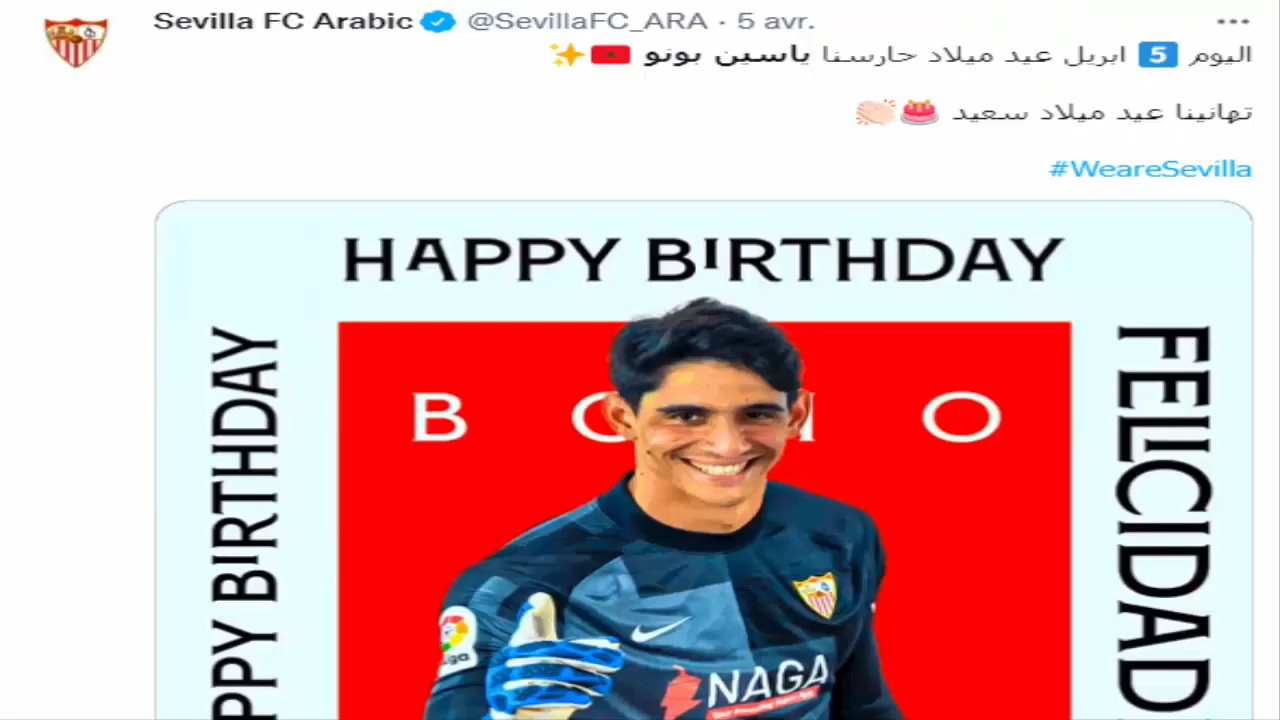 Sevilla FC Arabic @SevillaFC_ARA · 5 avr.
اليوم 5 ابريل عيد ميلاد حارسنا ياسين بونو
تهانينا عيد ميلاد سعيد
#WeareSevilla
HAPPY BIRTHDAY
PPY BIRTHDAY
B O O
FELICIDAD
NAGA